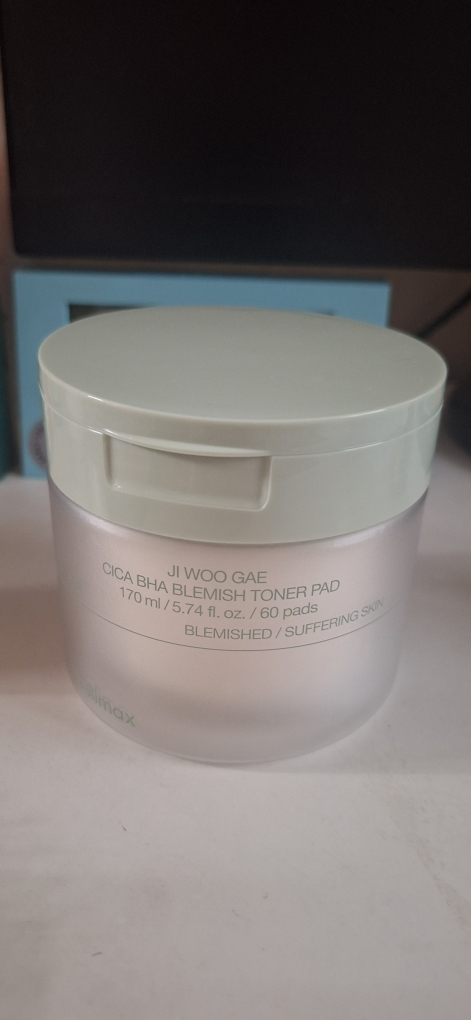 JI WOO GAE
CICA BHA BLEMISH TONER PAD
170 ml / 5.74 fl. oz. / 60 pads
BLEMISHED / SUFFERING SKIN